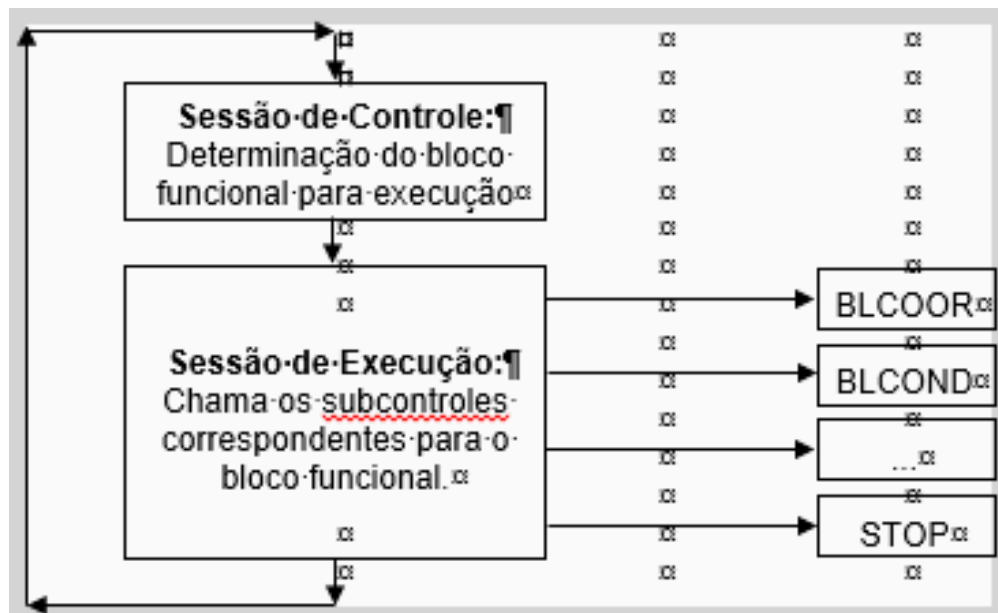 Sessão·de·Controle:¶
Determinação·do·bloco·
funcional·para·execução¤
Sessão·de·Execução:¶
Chama·os·subcontroles·
correspondentes·para·o·
bloco·funcional.¤
BLCOOR¤
BLCOND¤
...¤
STOP¤